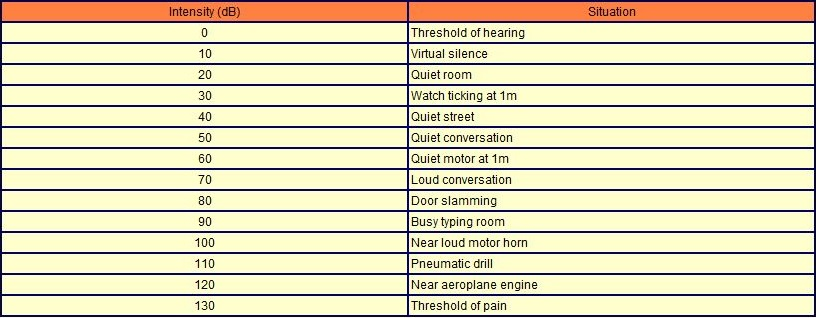 Intensity (dB) Situation
0 Threshold of hearing
10 Virtual silence
20 Quiet room
30 Watch ticking at 1m
40 Quiet street
50 Quiet conversation
60 Quiet motor at 1m
70 Loud conversation
80 Door slamming
90 Busy typing room
100 Near loud motor horn
110 Pneumatic drill
120 Near aeroplane engine
130 Threshold of pain